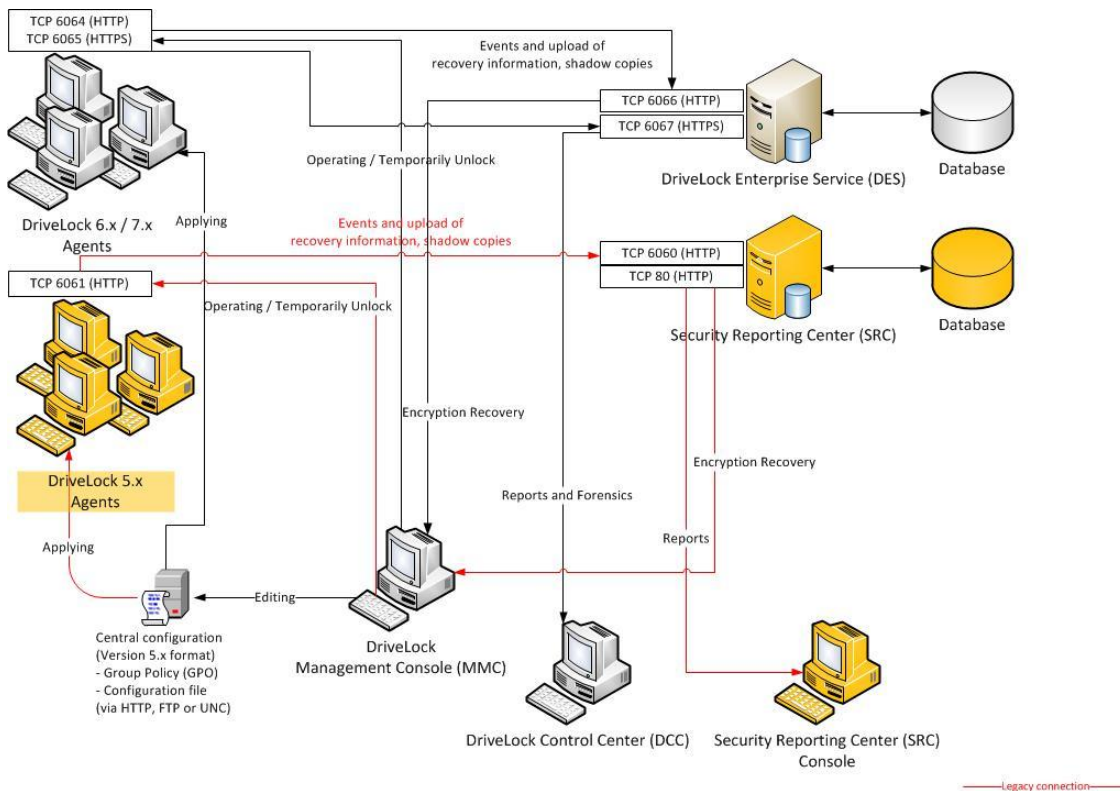 TCP 6064 (HTTP)
TCP 6065 (HTTPS)
Events and upload of
recovery information, shadow copies
TCP 6066 (HTTP)
TCP 6067 (HTTPS)
Operating / Temporarily Unlock
DriveLock Enterprise Service (DES)
Database
Applying
DriveLock 6.x / 7.x
Agents
Events and upload of
recovery information, shadow copies
TCP 6060 (HTTP)
TCP 80 (HTTP)
TCP 6061 (HTTP)
Operating / Temporarily Unlock
Security Reporting Center (SRC)
Database
Encryption Recovery
Encryption Recovery
DriveLock 5.x
Agents
Reports and Forensics
Applying
Reports
Editing
Central configuration
(Version 5.x format)
- Group Policy (GPO)
- Configuration file
(via HTTP, FTP or UNC)
DriveLock
Management Console (MMC)
DriveLock Control Center (DCC)
Security Reporting Center (SRC)
Console
Legacy connection